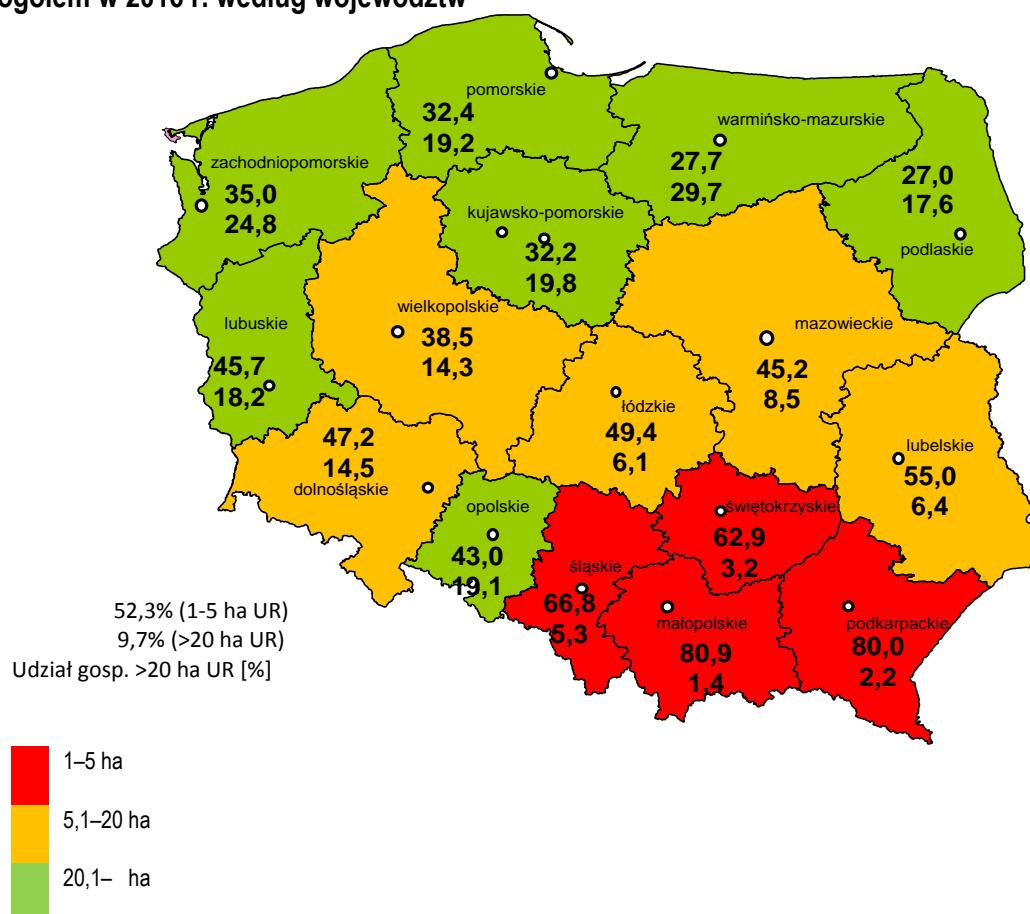 ogółem w 2016 r. według województw
pomorskie
32,4
19,2
warmińsko-mazurskie
27,7
29,7
zachodniopomorskie
35,0
24,8
27,0
17,6
podlaskie
kujawsko-pomorskie
32,2
19,8
lubuskie
45,7
18,2
wielkopolskie
38,5
14,3
mazowieckie
45,2
8,5
łódzkie
49,4
6,1
47,2
14,5
dolnośląskie
lubelskie
55,0
6,4
opolskie
43,0
19,1
świętokrzyskie
62,9
3,2
śląskie
66,8
5,3
małopolskie
80,9
1,4
podkarpackie
80,0
2,2
52,3% (1-5 ha UR)
9,7% (>20 ha UR)
Udział gosp. >20 ha UR [%]
1–5 ha
5,1–20 ha
20,1– ha